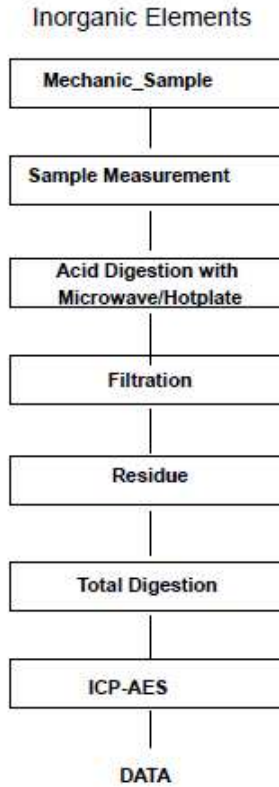 Inorganic Elements
Mechanic_Sample
Sample Measurement
Acid Digestion with
Microwave/Hotplate
Filtration
Residue
Total Digestion
ICP-AES
DATA